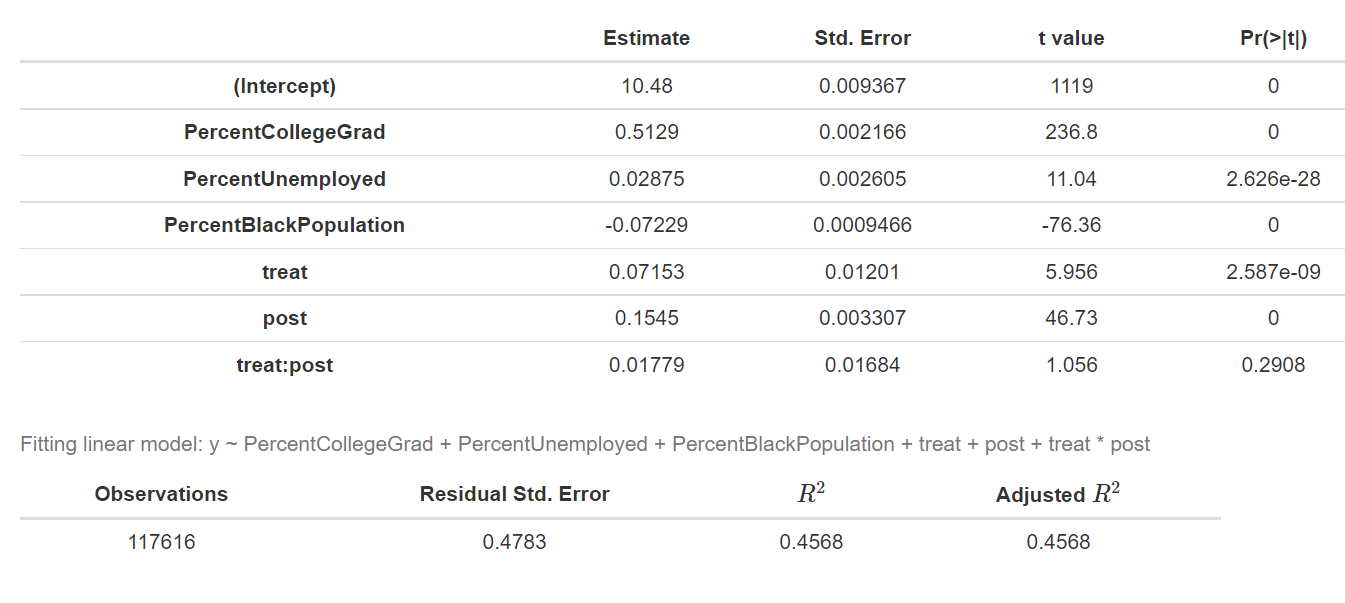 Estimate Std. Error t value Pr(>|t|)
(Intercept) 10.48 0.009367 1119 0
PercentCollegeGrad 0.5129 0.002166 236.8 0
PercentUnemployed 0.02875 0.002605 11.04 2.626e-28
PercentBlackPopulation -0.07229 0.0009466 -76.36 0
treat 0.07153 0.01201 5.956 2.587e-09
post 0.1545 0.003307 46.73 0
treat:post 0.01779 0.01684 1.056 0.2908
Fitting linear model: y ~ PercentCollegeGrad + PercentUnemployed + PercentBlackPopulation + treat + post + treat * post
Observations Residual Std. Error R² Adjusted R²
117616 0.4783 0.4568 0.4568